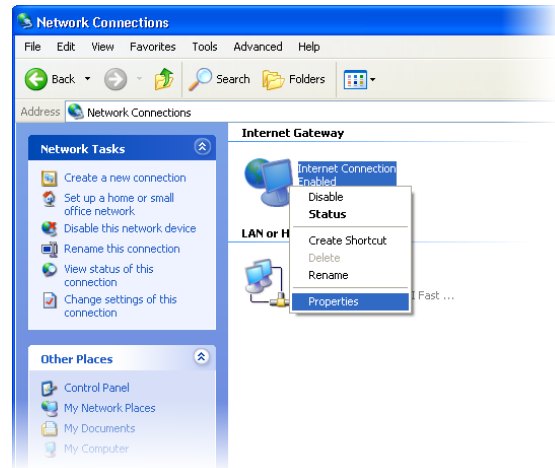 Network Connections
File Edit View Favorites Tools Advanced Help
Back Search Folders
Address Network Connections
Network Tasks
Create a new connection
Set up a home or small
office network
Disable this network device
Rename this connection
View status of this
connection
Change settings of this
connection
Other Places
Control Panel
My Network Places
My Documents
My Computer
Internet Gateway
Internet Connection
Enabled
Disable
Status
LAN or H
Create Shortcut
Delete
Rename
Properties
I Fast ...